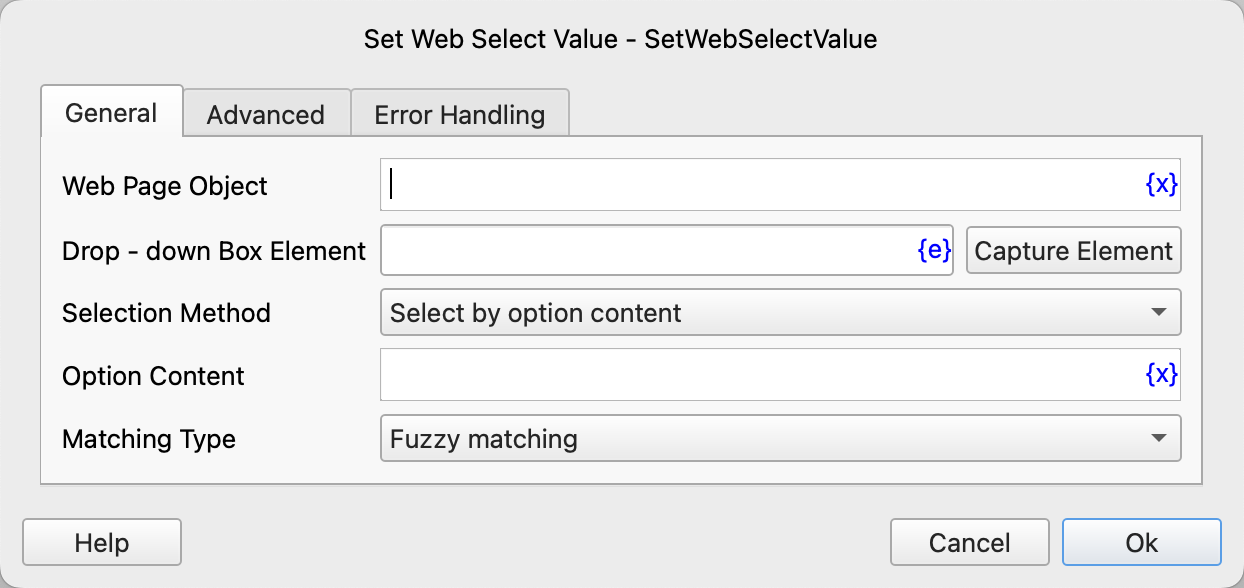 Set Web Select Value - SetWebSelectValue
General
Advanced
Error Handling
Web Page Object
{x}
Drop - down Box Element
{e}
Capture Element
Selection Method
Select by option content
Option Content
{x}
Matching Type
Fuzzy matching
Help
Cancel
Ok